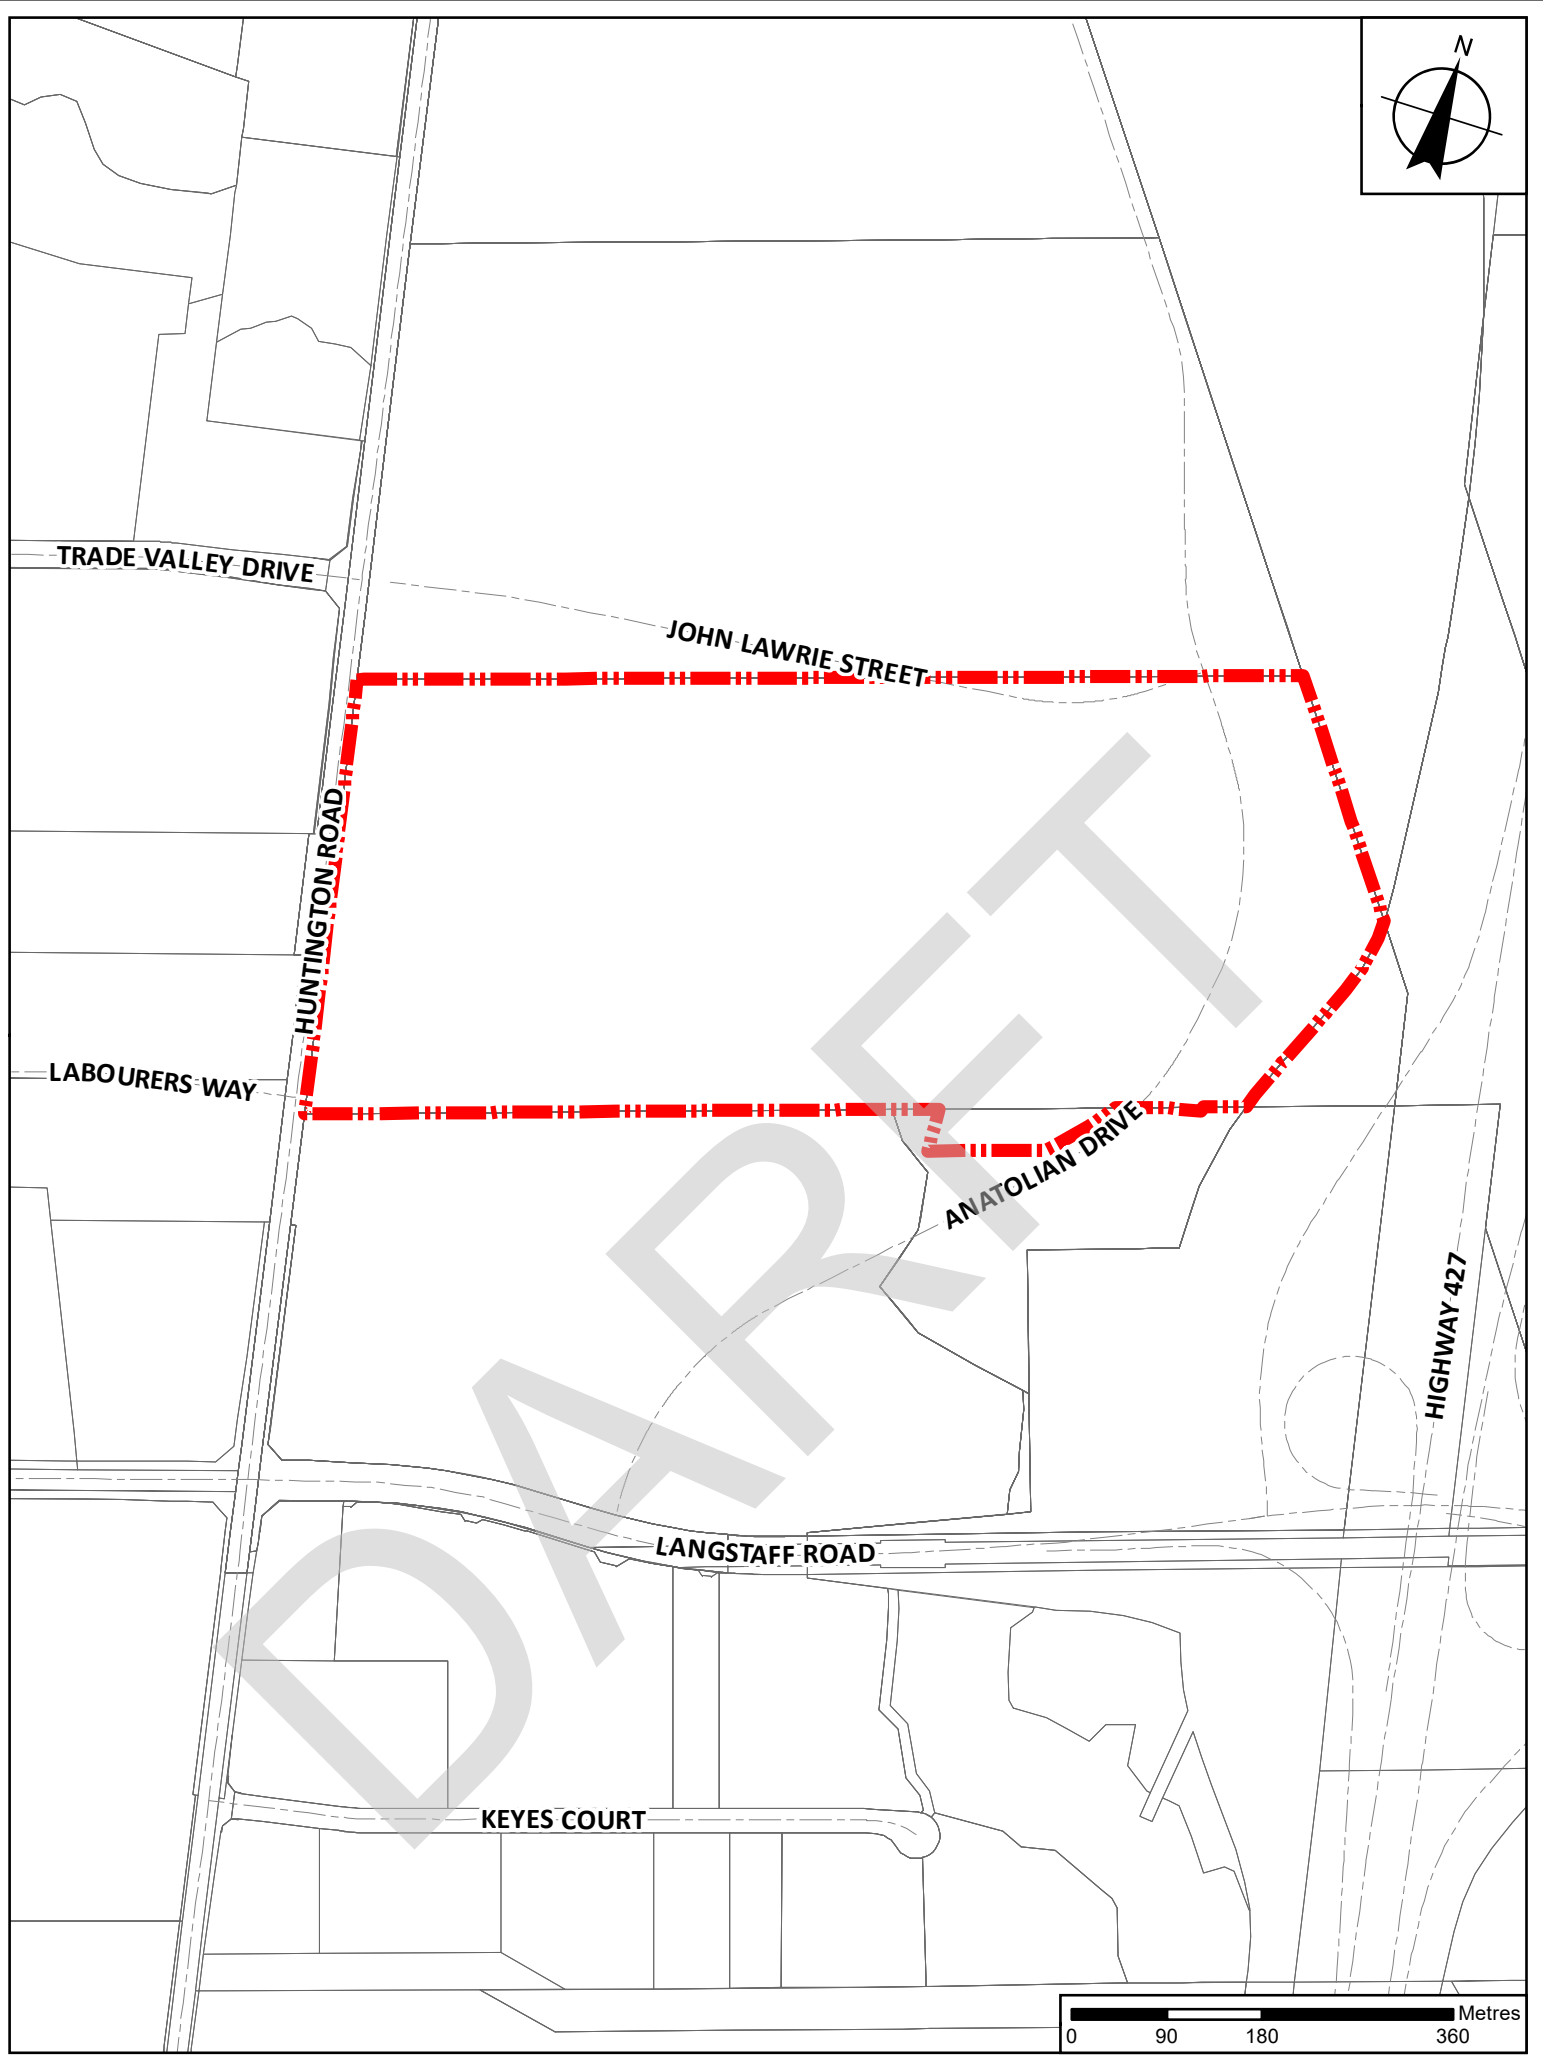 N
TRADE VALLEY DRIVE
JOHN LAWRIE STREET
HUNTINGTON ROAD
LABOURERS WAY
ANATOLIAN DRIVE
HIGHWAY 427
DARFT
LANGSTAFF ROAD
KEYES COURT
Metres
0 90 180 360